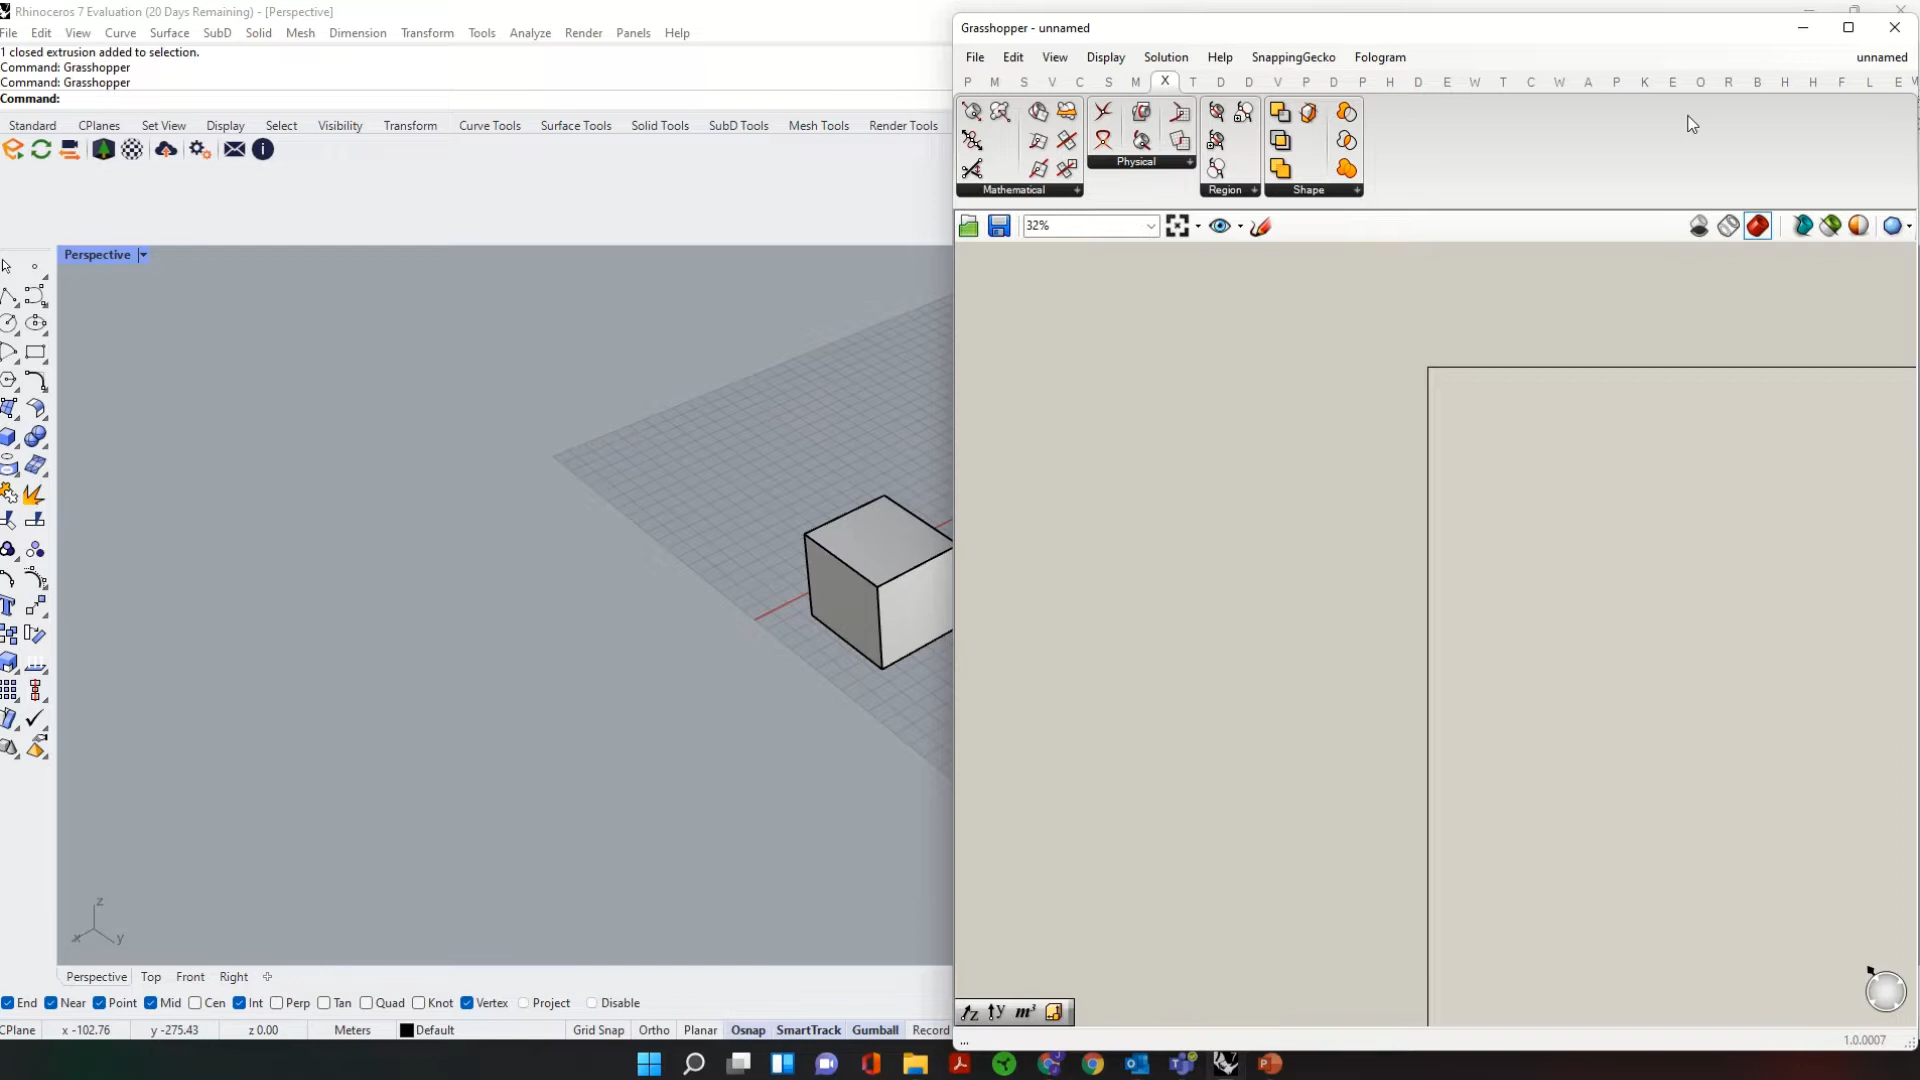 Rhinoceros 7 Evaluation (20 Days Remaining) - [Perspective]
File Edit View Curve Surface SubD Solid Mesh Dimension Transform Tools Analyze Render Panels Help
1 closed extrusion added to selection.
Command: Grasshopper
Command: Grasshopper
Command:
Standard CPlanes Set View Display Select Visibility Transform Curve Tools Surface Tools Solid Tools SubD Tools Mesh Tools Render Tools
Perspective
z
x y
Perspective Top Front Right
End Near Point Mid Cen Int Perp Tan Quad Knot Vertex Project Disable
CPlane x -102.76 y -275.43 z 0.00 Meters Default Grid Snap Ortho Planar Osnap SmartTrack Gumball Record
Grasshopper - unnamed
File Edit View Display Solution Help SnappingGecko Fologram unnamed
P M S V C S M X T D D V P D P H D E W T C W A P K E O R B H H F L E
Mathematical Physical Region Shape
32%
z y m³
...
1.0.0007